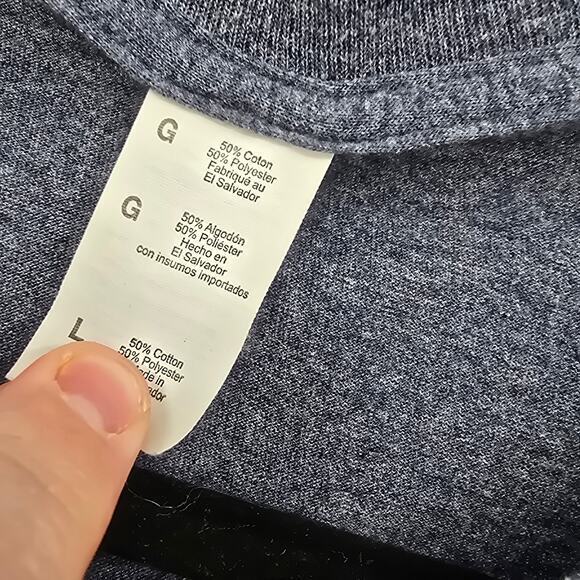 G
50% Coton
50% Polyester
Fabriqué au
El Salvador
G
50% Algodón
50% Poliéster
Hecho en
El Salvador
con insumos importados
L
50% Cotton
50% Polyester
in